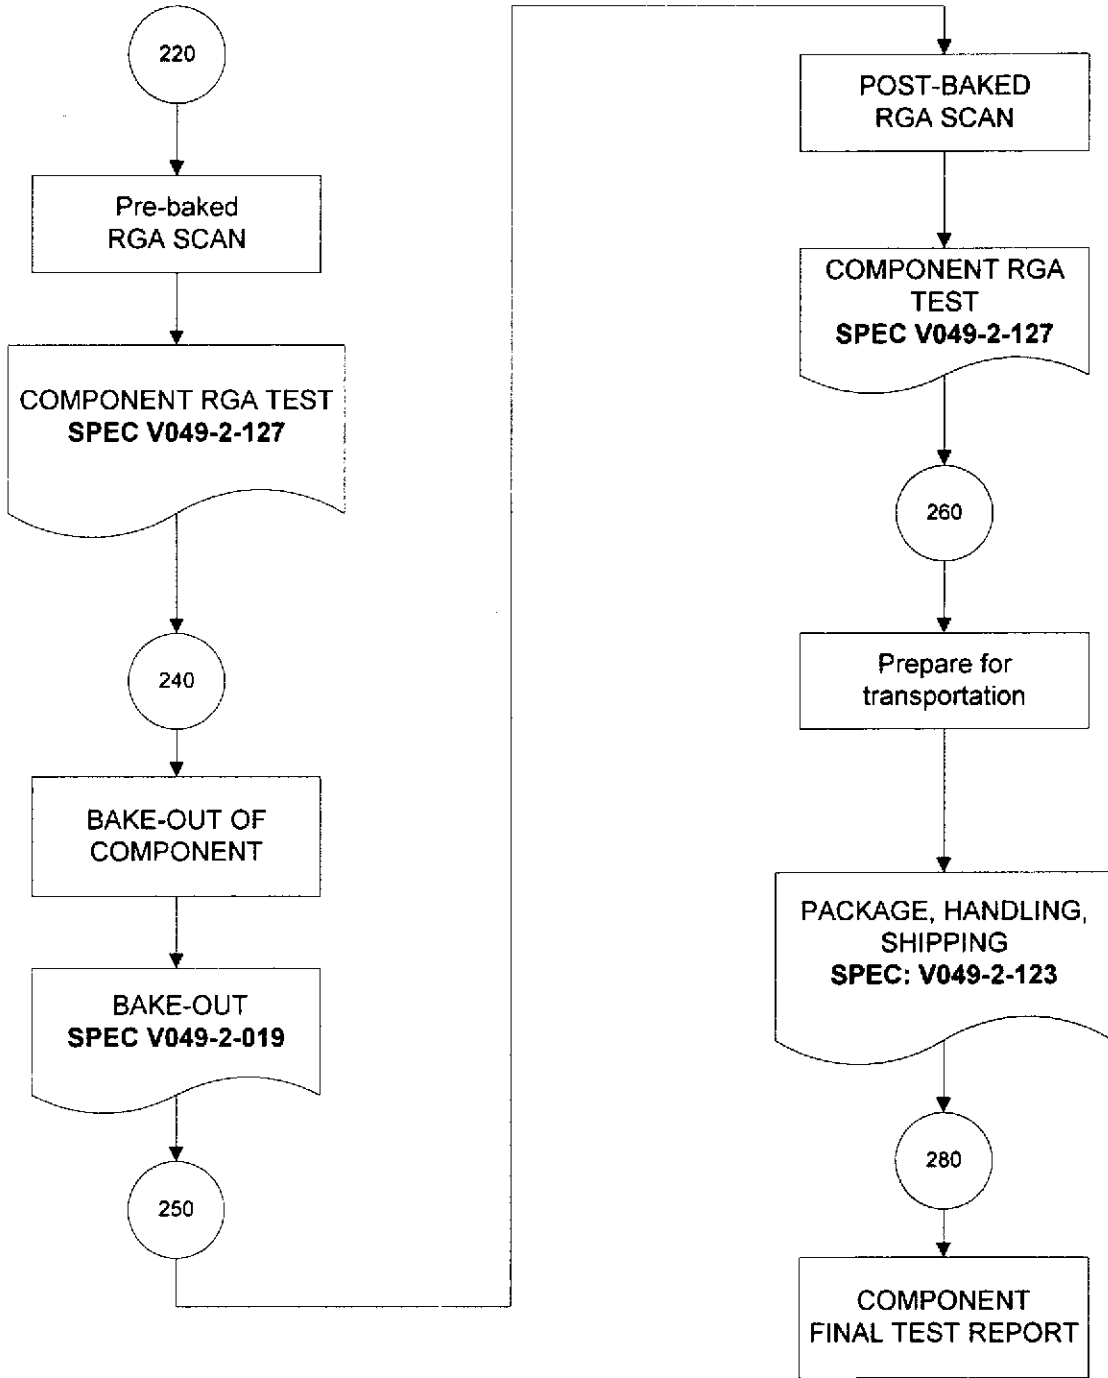 220
Pre-baked
RGA SCAN
COMPONENT RGA TEST
SPEC V049-2-127
240
BAKE-OUT OF
COMPONENT
BAKE-OUT
SPEC V049-2-019
250
POST-BAKED
RGA SCAN
COMPONENT RGA
TEST
SPEC V049-2-127
260
Prepare for
transportation
PACKAGE, HANDLING,
SHIPPING
SPEC: V049-2-123
280
COMPONENT
FINAL TEST REPORT